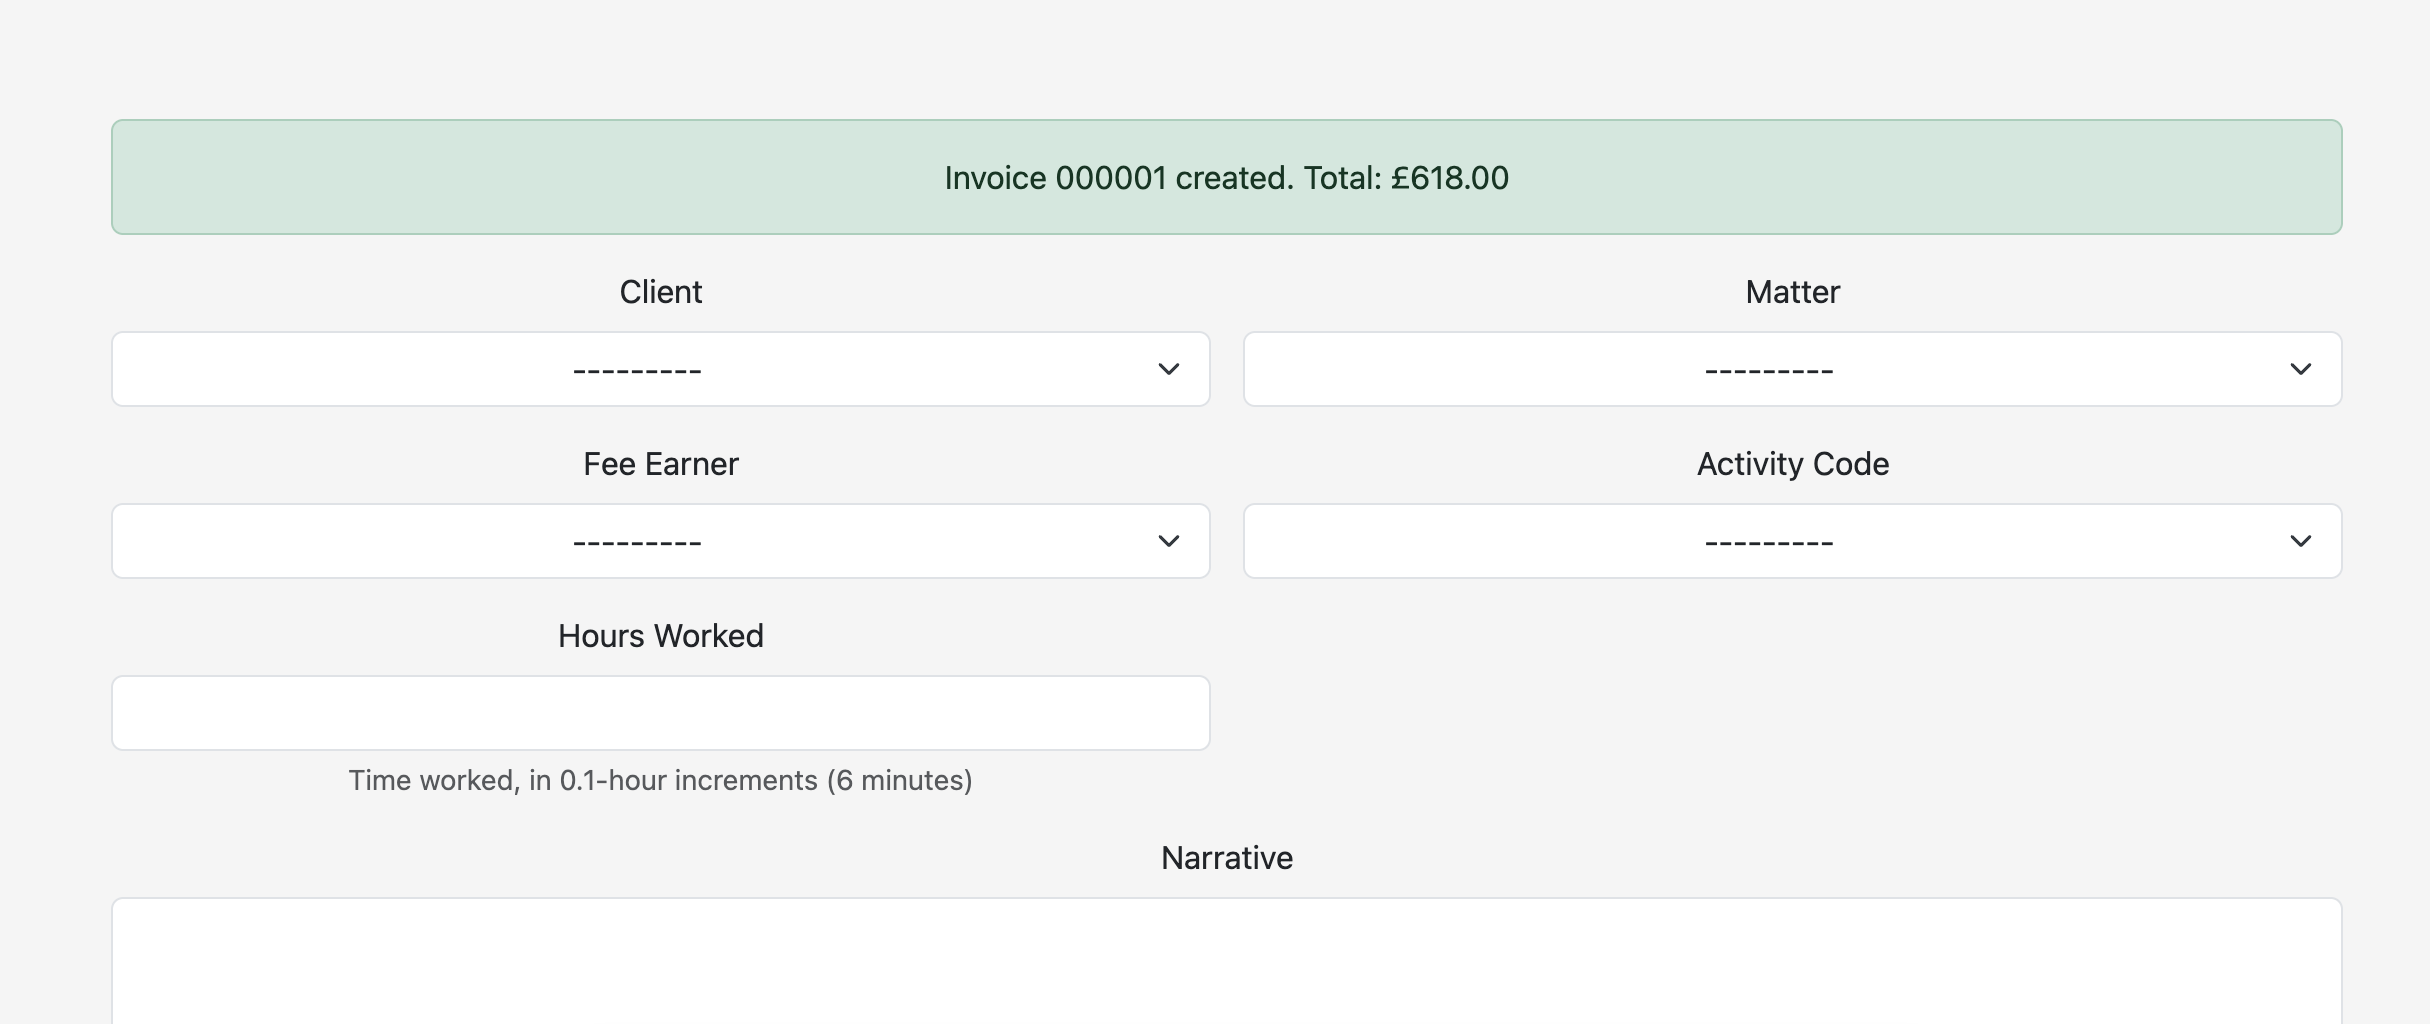 Invoice 000001 created. Total: £618.00
Client
Matter
---------
---------
Fee Earner
Activity Code
---------
---------
Hours Worked
Time worked, in 0.1-hour increments (6 minutes)
Narrative